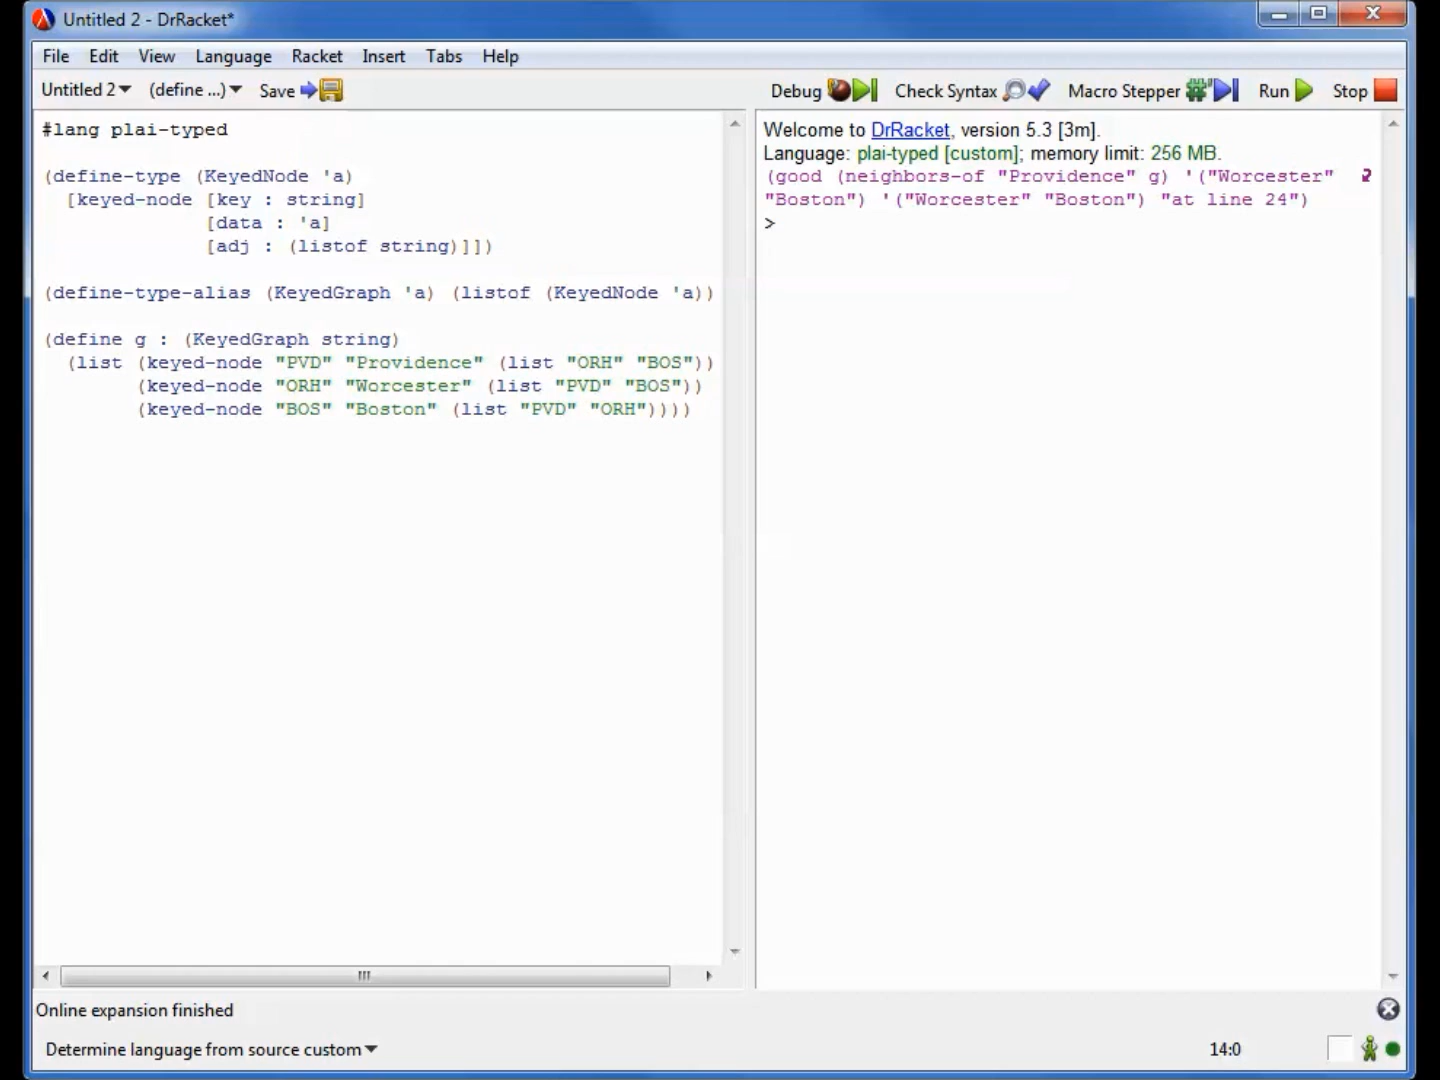 Untitled 2 - DrRacket*
File Edit View Language Racket Insert Tabs Help
Untitled 2 (define ...) Save Debug Check Syntax Macro Stepper Run Stop
#lang plai-typed
(define-type (KeyedNode 'a)
[keyed-node [key : string]
[data : 'a]
[adj : (listof string)]])
(define-type-alias (KeyedGraph 'a) (listof (KeyedNode 'a))
(define g : (KeyedGraph string)
(list (keyed-node "PVD" "Providence" (list "ORH" "BOS"))
(keyed-node "ORH" "Worcester" (list "PVD" "BOS"))
(keyed-node "BOS" "Boston" (list "PVD" "ORH"))))
Welcome to DrRacket, version 5.3 [3m].
Language: plai-typed [custom]; memory limit: 256 MB.
(good (neighbors-of "Providence" g) '("Worcester"
"Boston") '("Worcester" "Boston") "at line 24")
>
Online expansion finished
Determine language from source custom 14:0